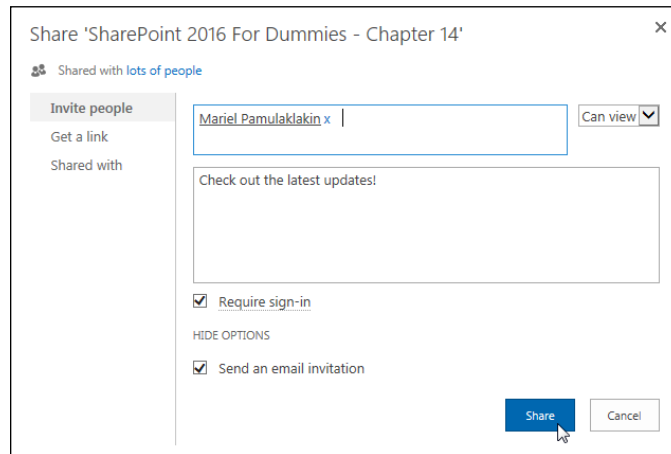 Share 'SharePoint 2016 For Dummies - Chapter 14'
Shared with lots of people
Invite people
Get a link
Shared with
Mariel Pamulaklakin x
Can view
Check out the latest updates!
Require sign-in
HIDE OPTIONS
Send an email invitation
Share
Cancel